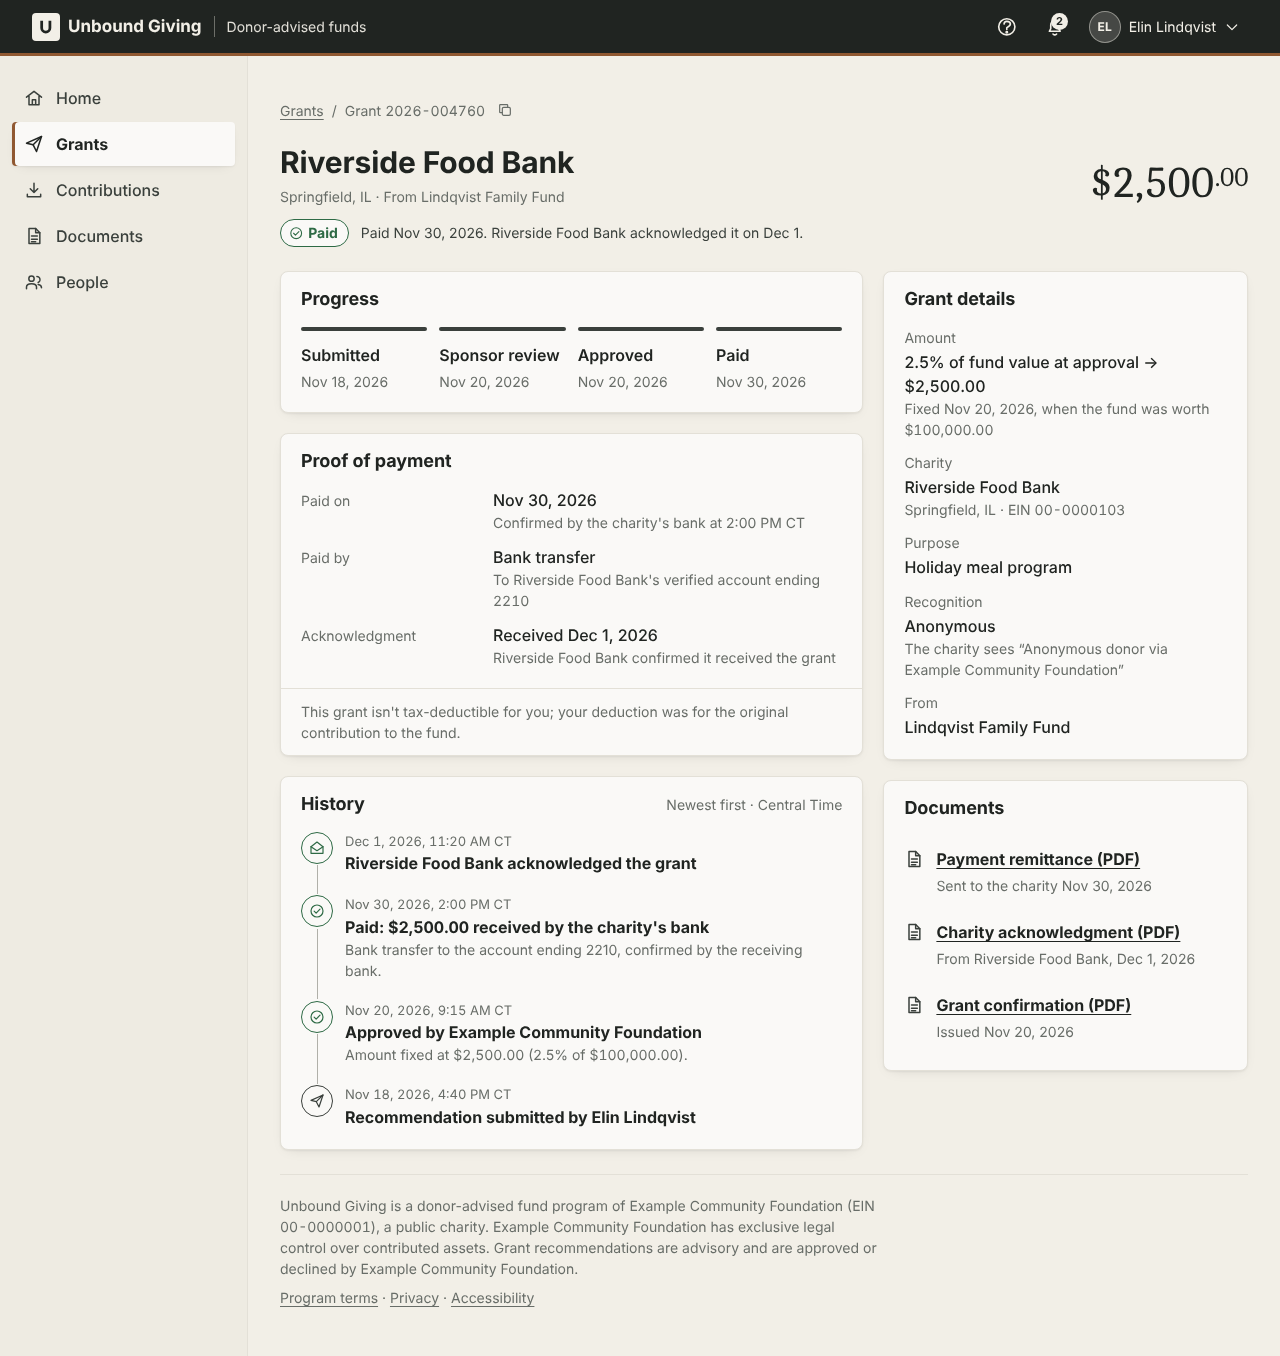 U Unbound Giving Donor-advised funds 2 EL Elin Lindqvist
Home
Grants
Contributions
Documents
People
Grants / Grant 2026-004760
Riverside Food Bank
$2,500.00
Springfield, IL · From Lindqvist Family Fund
Paid Paid Nov 30, 2026. Riverside Food Bank acknowledged it on Dec 1.
Progress
Submitted
Nov 18, 2026
Sponsor review
Nov 20, 2026
Approved
Nov 20, 2026
Paid
Nov 30, 2026
Proof of payment
Paid on
Nov 30, 2026
Confirmed by the charity's bank at 2:00 PM CT
Paid by
Bank transfer
To Riverside Food Bank's verified account ending
2210
Acknowledgment
Received Dec 1, 2026
Riverside Food Bank confirmed it received the grant
This grant isn't tax-deductible for you; your deduction was for the original
contribution to the fund.
History
Newest first · Central Time
Dec 1, 2026, 11:20 AM CT
Riverside Food Bank acknowledged the grant
Nov 30, 2026, 2:00 PM CT
Paid: $2,500.00 received by the charity's bank
Bank transfer to the account ending 2210, confirmed by the receiving
bank.
Nov 20, 2026, 9:15 AM CT
Approved by Example Community Foundation
Amount fixed at $2,500.00 (2.5% of $100,000.00).
Nov 18, 2026, 4:40 PM CT
Recommendation submitted by Elin Lindqvist
Grant details
Amount
2.5% of fund value at approval →
$2,500.00
Fixed Nov 20, 2026, when the fund was worth
$100,000.00
Charity
Riverside Food Bank
Springfield, IL · EIN 00-0000103
Purpose
Holiday meal program
Recognition
Anonymous
The charity sees “Anonymous donor via
Example Community Foundation”
From
Lindqvist Family Fund
Documents
Payment remittance (PDF)
Sent to the charity Nov 30, 2026
Charity acknowledgment (PDF)
From Riverside Food Bank, Dec 1, 2026
Grant confirmation (PDF)
Issued Nov 20, 2026
Unbound Giving is a donor-advised fund program of Example Community Foundation (EIN
00-0000001), a public charity. Example Community Foundation has exclusive legal
control over contributed assets. Grant recommendations are advisory and are approved or
declined by Example Community Foundation.
Program terms · Privacy · Accessibility